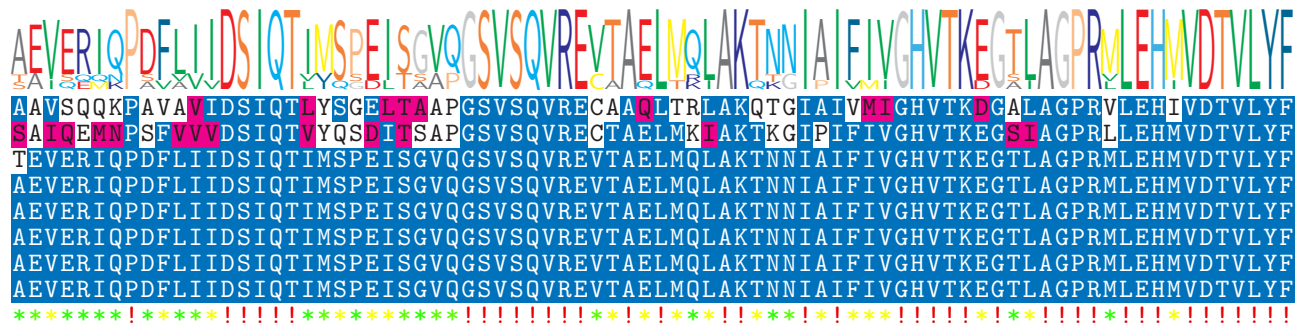 AEVERIQPDFLIIDSIQTIMSPEISGVQGSVSQVREVTAELMQLAKTNNIAIFIVGHVTKEGTLAGPRMLEHMVDTVLYF
AAVSQQKPAVAVIDSIQTLYSGELTAAPGSVSQVRECAAQLTRLAKQTGIAIVMIGHVTKDGALAGPRVLEHIVDTVLYF
SAIQEMNPSFVVVDSIQTVYQSDITSAPGSVSQVRECTAELMKIAKTKGIPIFIVGHVTKEGSIAGPRLLEHMVDTVLYF
TEVERIQPDFLIIDSIQTIMSPEISGVQGSVSQVREVTAELMQLAKTNNIAIFIVGHVTKEGTLAGPRMLEHMVDTVLYF
AEVERIQPDFLIIDSIQTIMSPEISGVQGSVSQVREVTAELMQLAKTNNIAIFIVGHVTKEGTLAGPRMLEHMVDTVLYF
AEVERIQPDFLIIDSIQTIMSPEISGVQGSVSQVREVTAELMQLAKTNNIAIFIVGHVTKEGTLAGPRMLEHMVDTVLYF
AEVERIQPDFLIIDSIQTIMSPEISGVQGSVSQVREVTAELMQLAKTNNIAIFIVGHVTKEGTLAGPRMLEHMVDTVLYF
AEVERIQPDFLIIDSIQTIMSPEISGVQGSVSQVREVTAELMQLAKTNNIAIFIVGHVTKEGTLAGPRMLEHMVDTVLYF
AEVERIQPDFLIIDSIQTIMSPEISGVQGSVSQVREVTAELMQLAKTNNIAIFIVGHVTKEGTLAGPRMLEHMVDTVLYF
*******!*****!!!!!**********!!!!!!!!**!*!***!!***!*!***!!!!!*!**!!!!*!!!*!!!!!!!